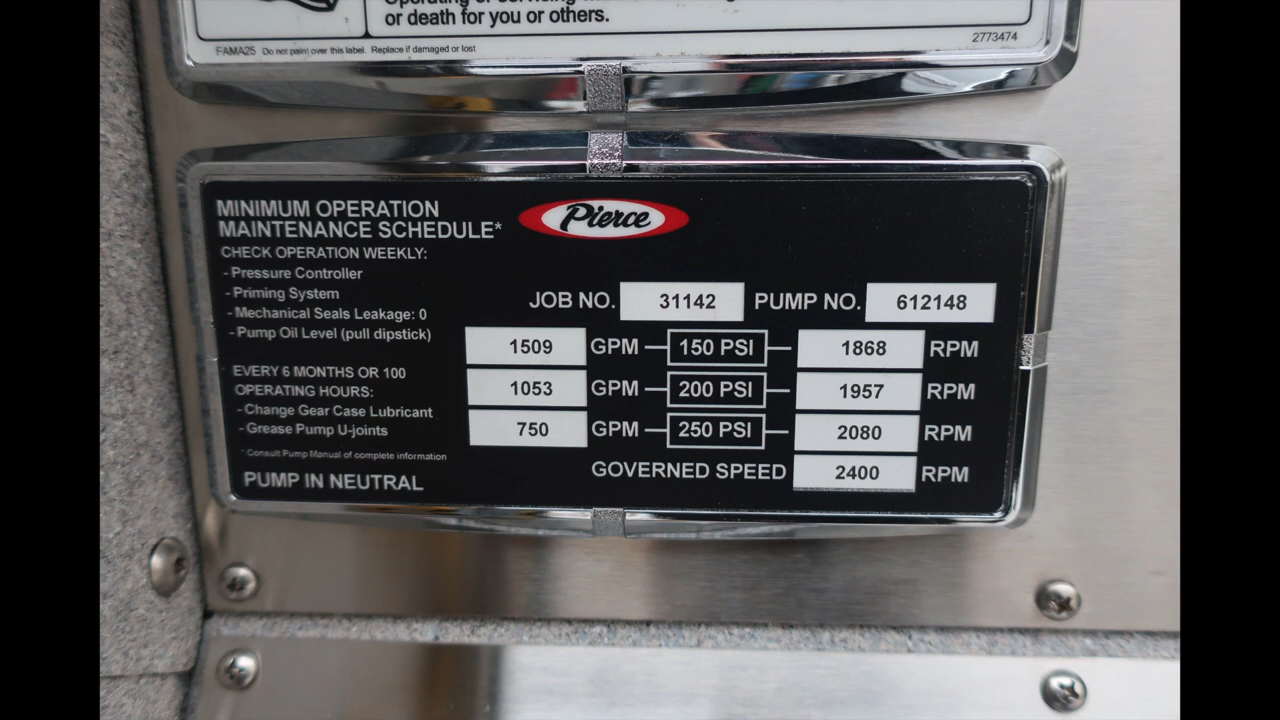 or death for you or others.
FAMA25 Do not paint over this label. Replace if damaged or lost
2773474
MINIMUM OPERATION
MAINTENANCE SCHEDULE*
Pierce
CHECK OPERATION WEEKLY:
- Pressure Controller
- Priming System
- Mechanical Seals Leakage: 0
- Pump Oil Level (pull dipstick)
EVERY 6 MONTHS OR 100
OPERATING HOURS:
- Change Gear Case Lubricant
- Grease Pump U-joints
* Consult Pump Manual of complete information
PUMP IN NEUTRAL
JOB NO. 31142 PUMP NO. 612148
1509 GPM 150 PSI 1868 RPM
1053 GPM 200 PSI 1957 RPM
750 GPM 250 PSI 2080 RPM
GOVERNED SPEED 2400 RPM